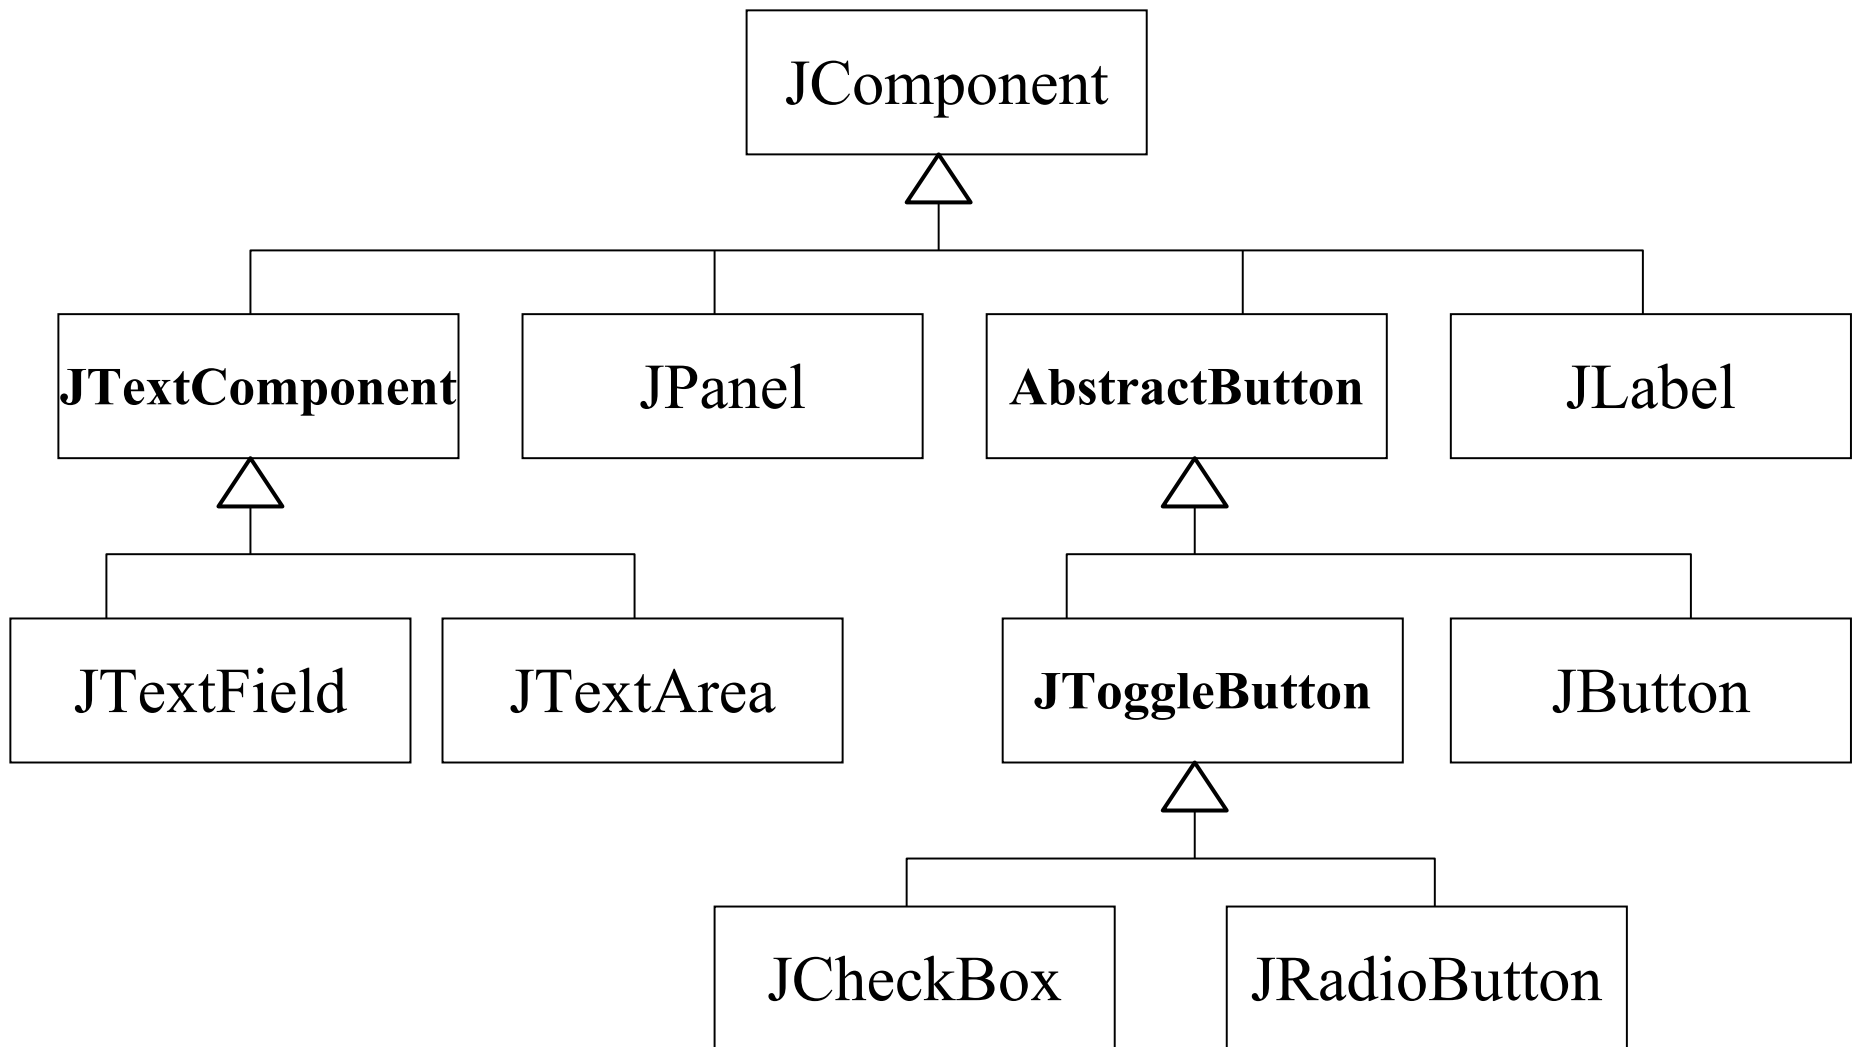 JComponent
JTextComponent
JPanel
AbstractButton
JLabel
JTextField
JTextArea
JToggleButton
JButton
JCheckBox
JRadioButton